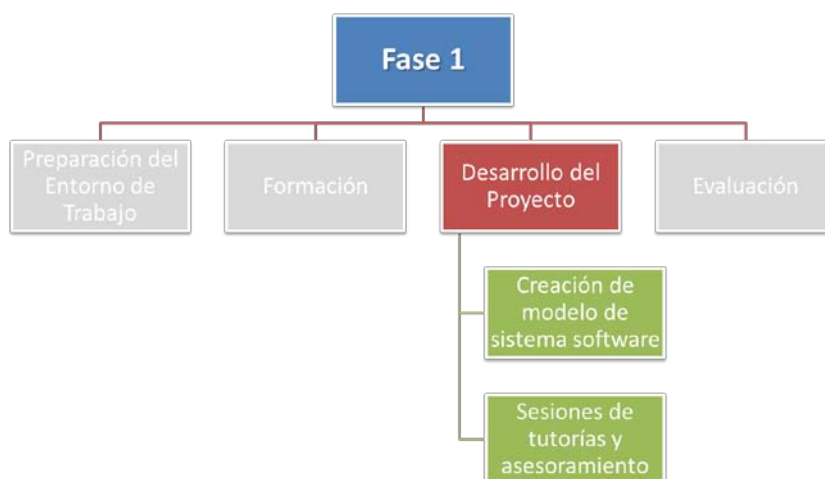 Fase 1
Preparación del
Entorno de
Trabajo
Formación
Desarrollo del
Proyecto
Evaluación
Creación de
modelo de
sistema software
Sesiones de
tutorías y
asesoramiento